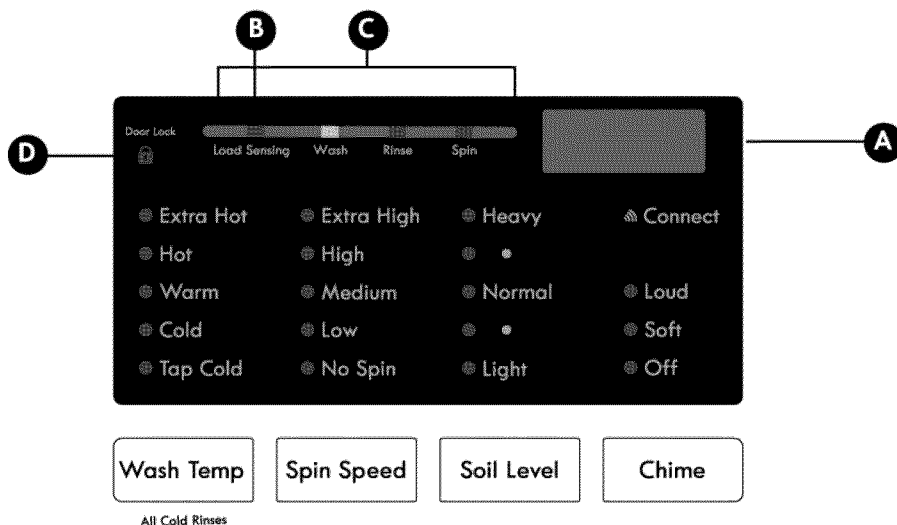 B C
Door Lock
D A
Load Sensing Wash Rinse Spin
Extra Hot Extra High Heavy Connect
Hot High
Warm Medium Normal Loud
Cold Low Soft
Tap Cold No Spin Light Off
Wash Temp Spin Speed Soil Level Chime
All Cold Rinses